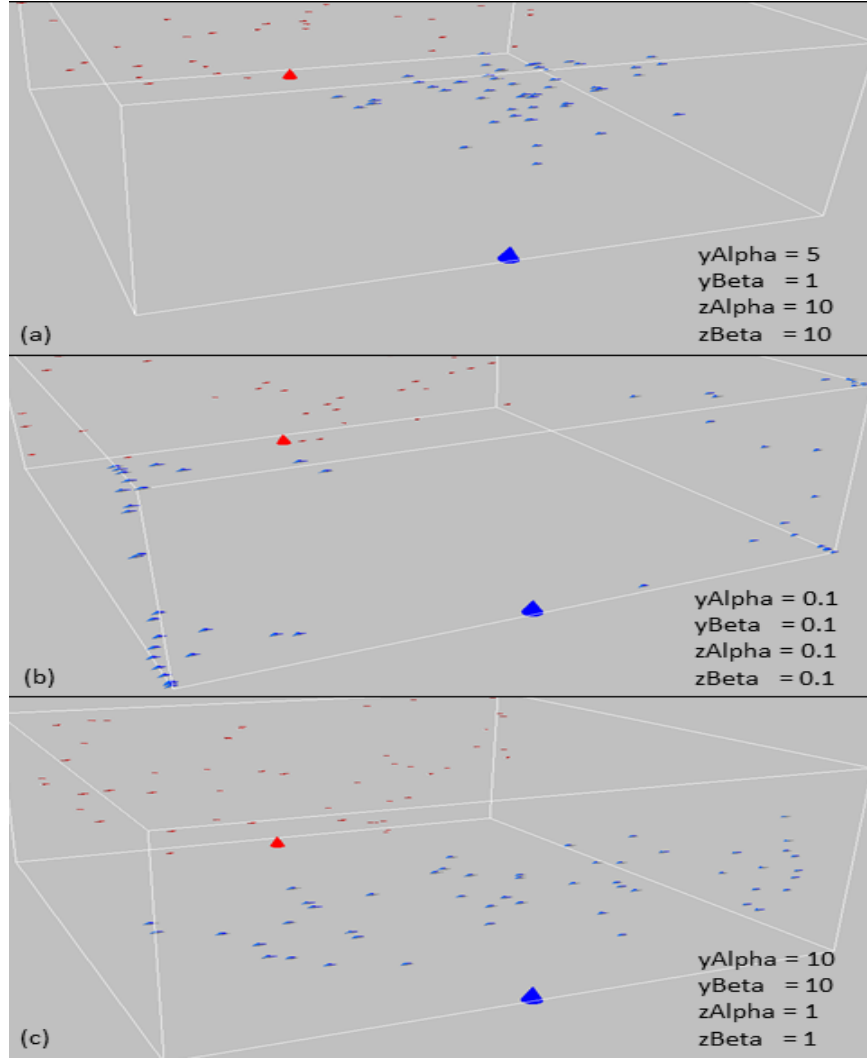 yAlpha = 5
yBeta = 1
zAlpha = 10
zBeta = 10
(a)
yAlpha = 0.1
yBeta = 0.1
zAlpha = 0.1
zBeta = 0.1
(b)
yAlpha = 10
yBeta = 10
zAlpha = 1
zBeta = 1
(c)